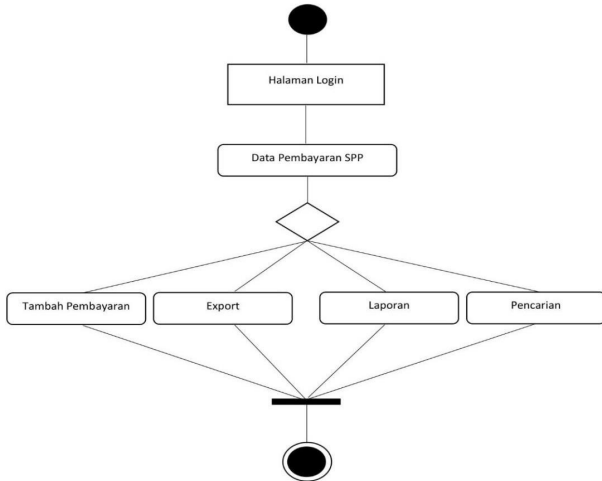 Halaman Login
Data Pembayaran SPP
Tambah Pembayaran
Export
Laporan
Pencarian